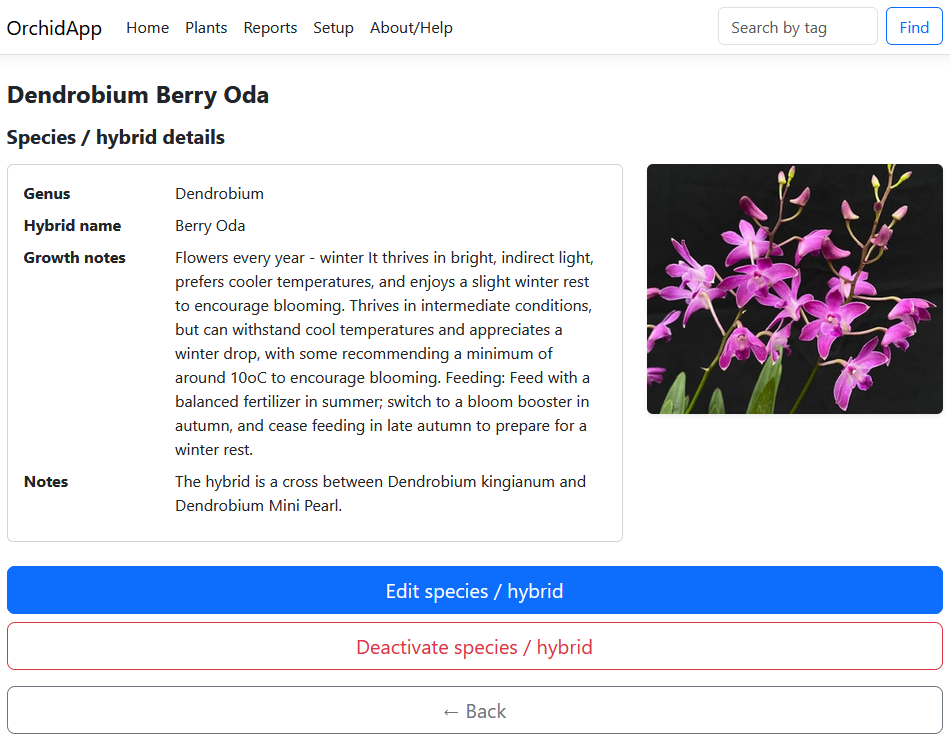 OrchidApp Home Plants Reports Setup About/Help Search by tag Find
Dendrobium Berry Oda
Species / hybrid details
Genus Dendrobium
Hybrid name Berry Oda
Growth notes Flowers every year - winter It thrives in bright, indirect light,
prefers cooler temperatures, and enjoys a slight winter rest
to encourage blooming. Thrives in intermediate conditions,
but can withstand cool temperatures and appreciates a
winter drop, with some recommending a minimum of
around 10oC to encourage blooming. Feeding: Feed with a
balanced fertilizer in summer; switch to a bloom booster in
autumn, and cease feeding in late autumn to prepare for a
winter rest.
Notes The hybrid is a cross between Dendrobium kingianum and
Dendrobium Mini Pearl.
Edit species / hybrid
Deactivate species / hybrid
← Back